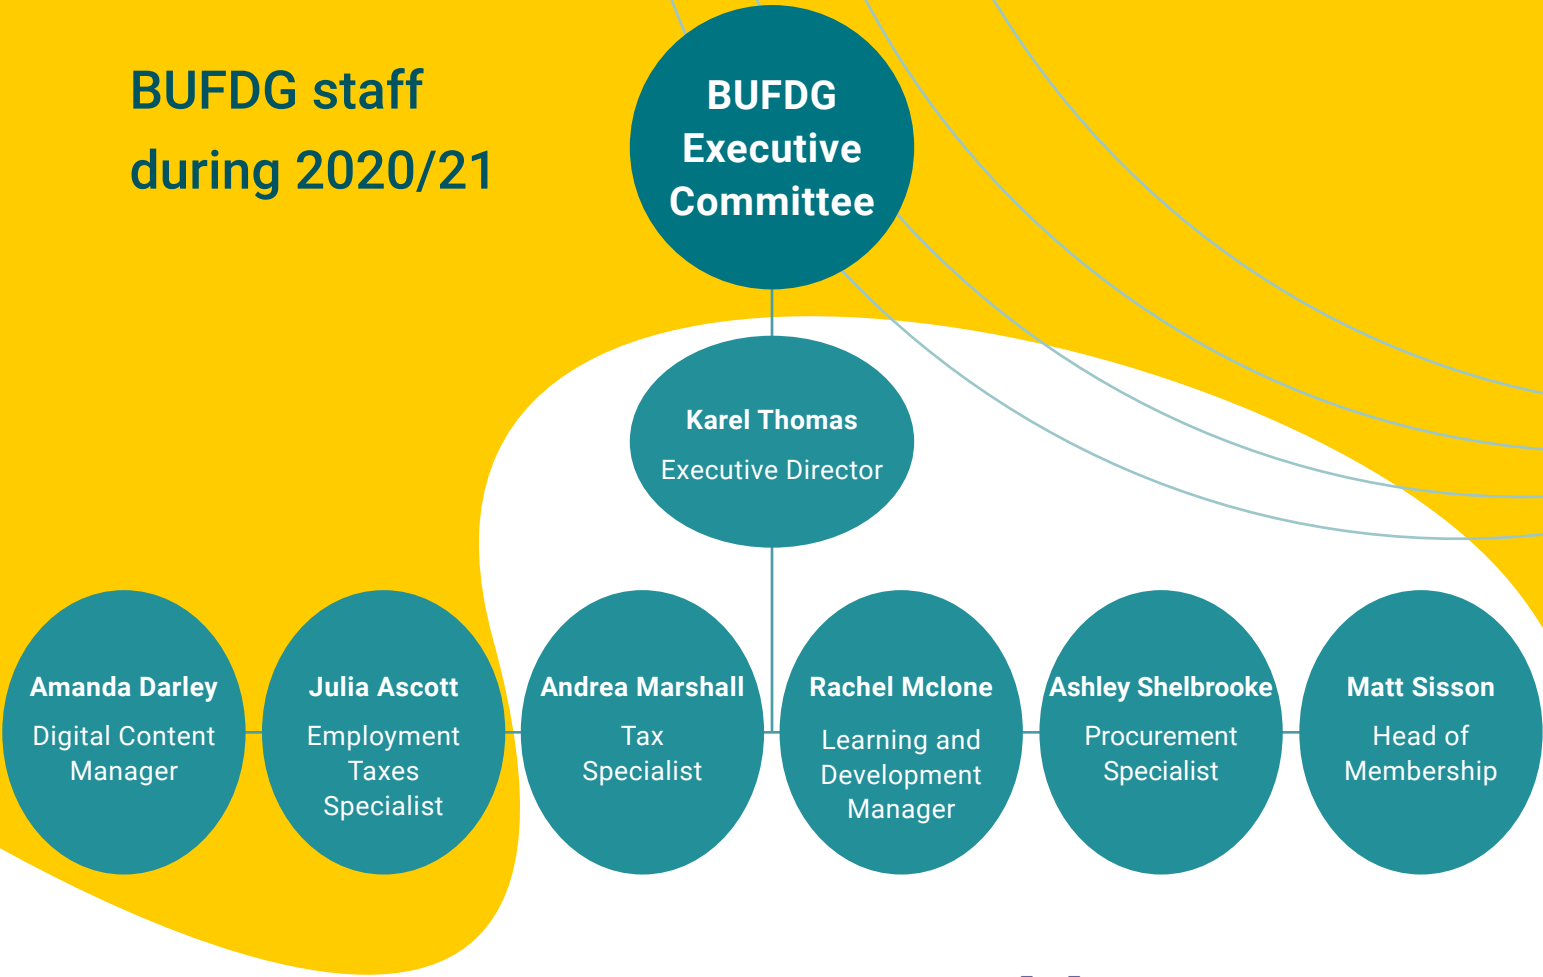 BUFDG staff
during 2020/21
BUFDG
Executive
Committee
Karel Thomas
Executive Director
Amanda Darley
Digital Content
Manager
Julia Ascott
Employment
Taxes
Specialist
Andrea Marshall
Tax
Specialist
Rachel Mclone
Learning and
Development
Manager
Ashley Shelbrooke
Procurement
Specialist
Matt Sisson
Head of
Membership